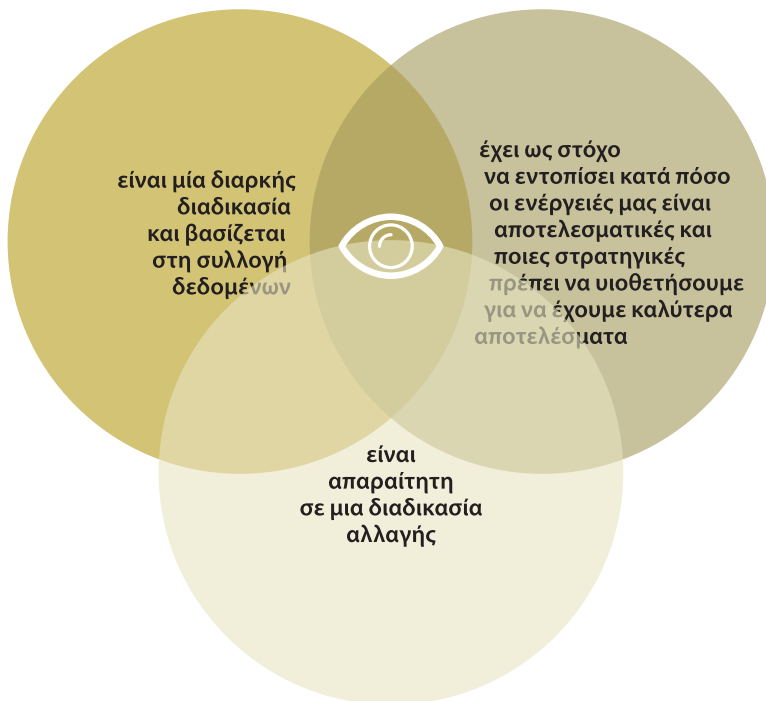 είναι μία διαρκής
διαδικασία
και βασίζεται
στη συλλογή
δεδομένων
έχει ως στόχο
να εντοπίσει κατά πόσο
οι ενέργειές μας είναι
αποτελεσματικές και
ποιες στρατηγικές
πρέπει να υιοθετήσουμε
για να έχουμε καλύτερα
αποτελέσματα
είναι
απαραίτητη
σε μια διαδικασία
αλλαγής